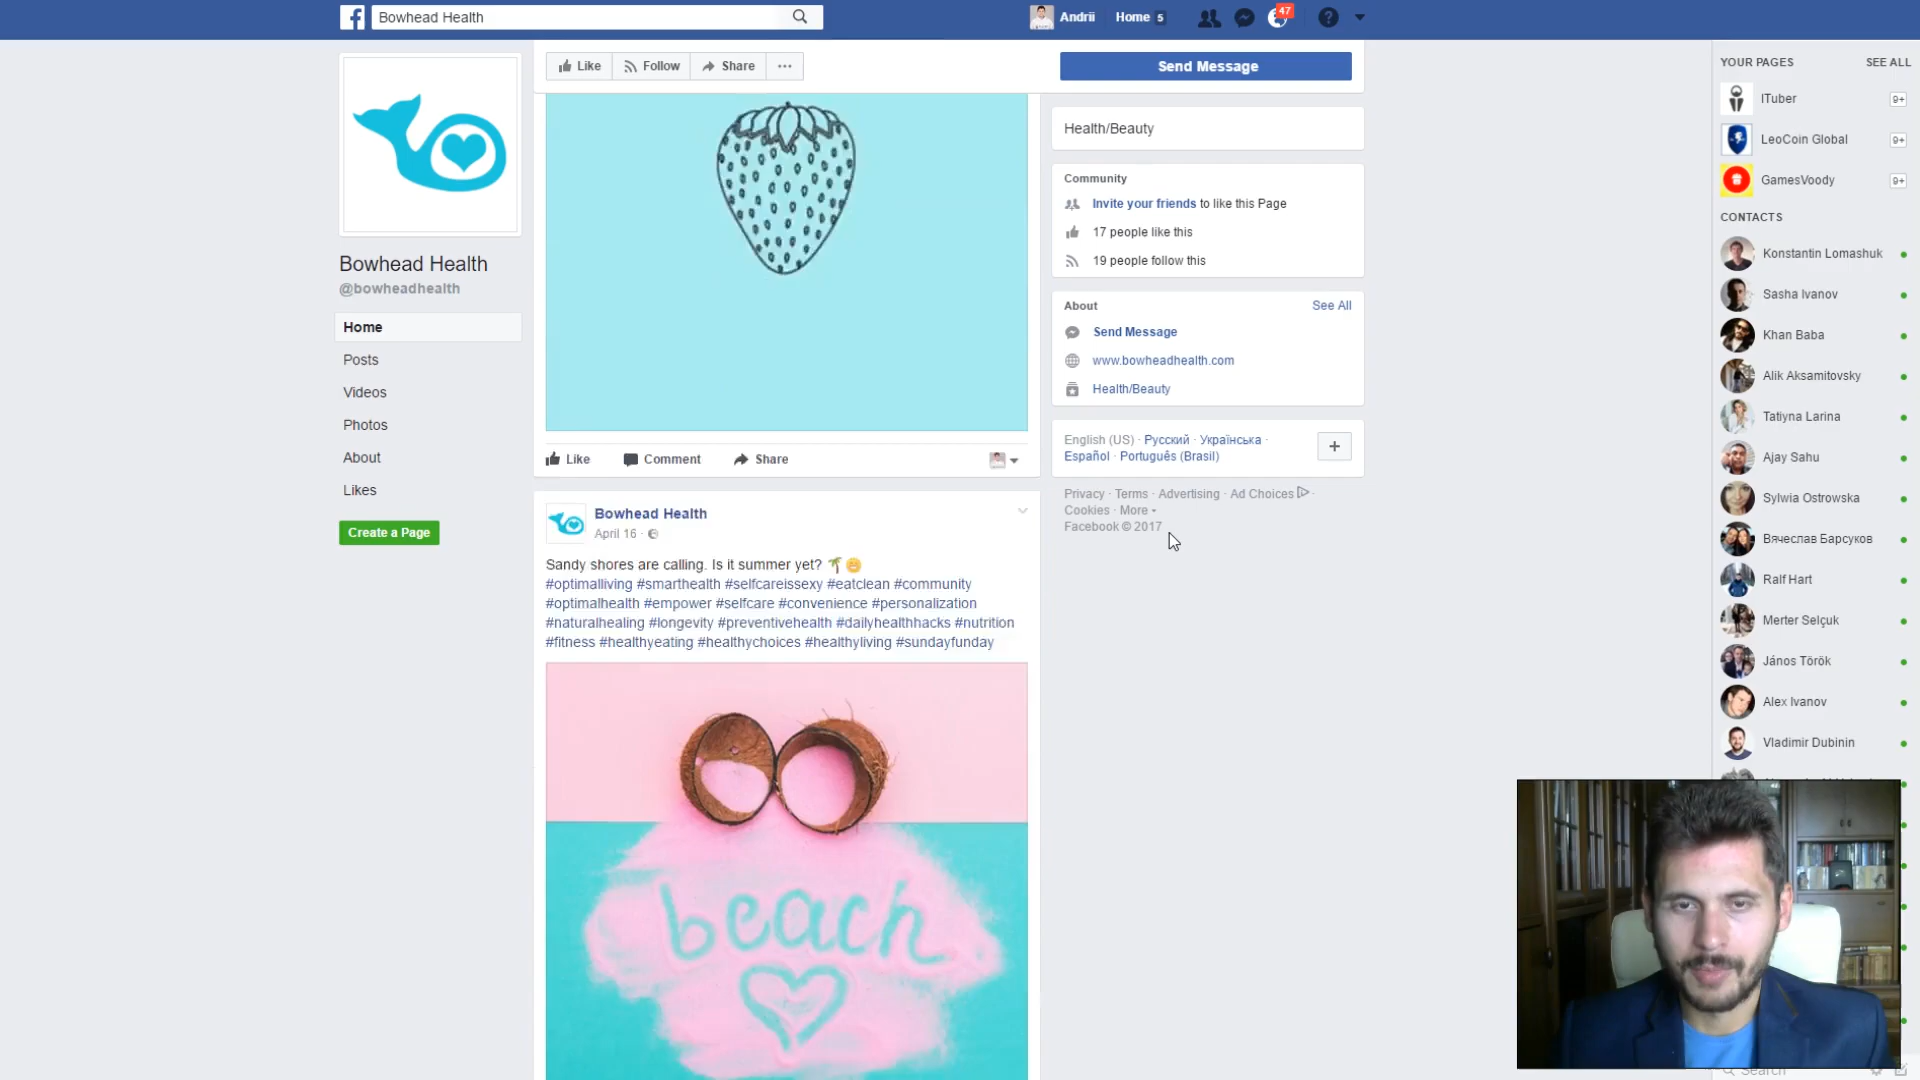 Bowhead Health
Andrii
Home 5
47
Like
Follow
Share
Send Message
Bowhead Health
@bowheadhealth
Home
Posts
Videos
Photos
About
Likes
Create a Page
Like
Comment
Share
Bowhead Health
April 16
Sandy shores are calling. Is it summer yet? 🌴😊
#optimalliving #smarthealth #selfcareissexy #eatclean #community
#optimalhealth #empower #selfcare #convenience #personalization
#naturalhealing #longevity #preventivehealth #dailyhealthhacks #nutrition
#fitness #healthyeating #healthychoices #healthyliving #sundayfunday
beach
Health/Beauty
Community
Invite your friends to like this Page
17 people like this
19 people follow this
About
See All
Send Message
www.bowheadhealth.com
Health/Beauty
English (US) · Русский · Українська ·
Español · Português (Brasil)
Privacy · Terms · Advertising · Ad Choices ·
Cookies · More
Facebook © 2017
YOUR PAGES
SEE ALL
ITuber
9+
LeoCoin Global
9+
GamesVoody
9+
CONTACTS
Konstantin Lomashuk
Sasha Ivanov
Khan Baba
Alik Aksamitovsky
Tatiyna Larina
Ajay Sahu
Sylwia Ostrowska
Вячеслав Барсуков
Ralf Hart
Merter Selçuk
János Török
Alex Ivanov
Vladimir Dubinin
Search